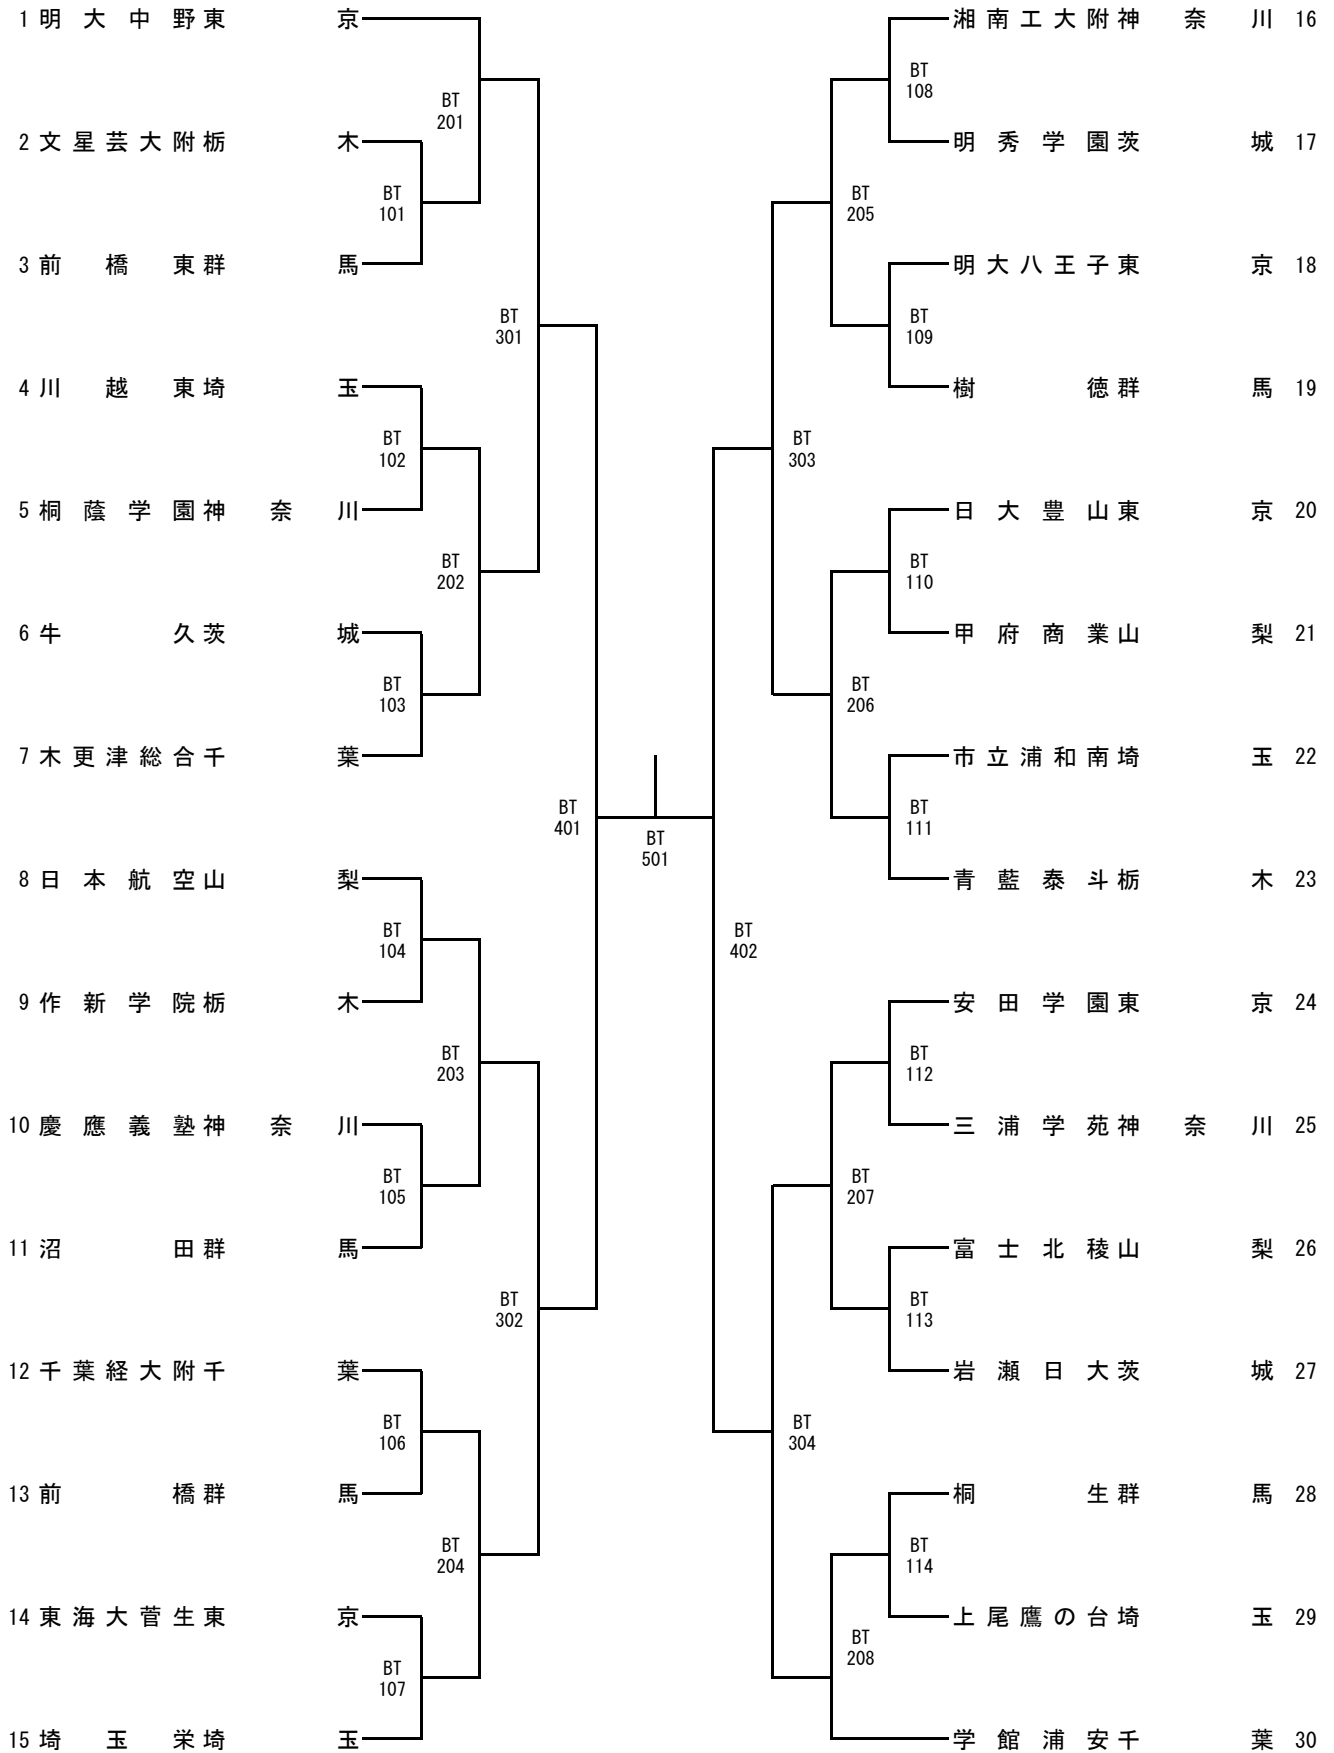 1 明大中野 東京
BT 201
2 文星芸大附 栃木
BT 101
3 前橋東 群馬
BT 301
4 川越東 埼玉
BT 102
5 桐蔭学園 神奈川
BT 202
6 牛久 茨城
BT 103
7 木更津総合 千葉
BT 401
8 日本航空 山梨
BT 104
9 作新学院 栃木
BT 203
10 慶應義塾 神奈川
BT 105
11 沼田 群馬
BT 302
12 千葉経大附 千葉
BT 106
13 前橋 群馬
BT 204
14 東海大菅生 東京
BT 107
15 埼玉栄 埼玉
BT 501
湘南工大附 神奈川 16
BT 108
明秀学園 茨城 17
BT 205
明大八王子 東京 18
BT 109
樹徳 群馬 19
BT 303
日大豊山 東京 20
BT 110
甲府商業 山梨 21
BT 206
市立浦和南 埼玉 22
BT 111
青藍泰斗 栃木 23
BT 402
安田学園 東京 24
BT 112
三浦学苑 神奈川 25
BT 207
富士北稜 山梨 26
BT 113
岩瀬日大 茨城 27
BT 304
桐生 群馬 28
BT 114
上尾鷹の台 埼玉 29
BT 208
学館浦安 千葉 30